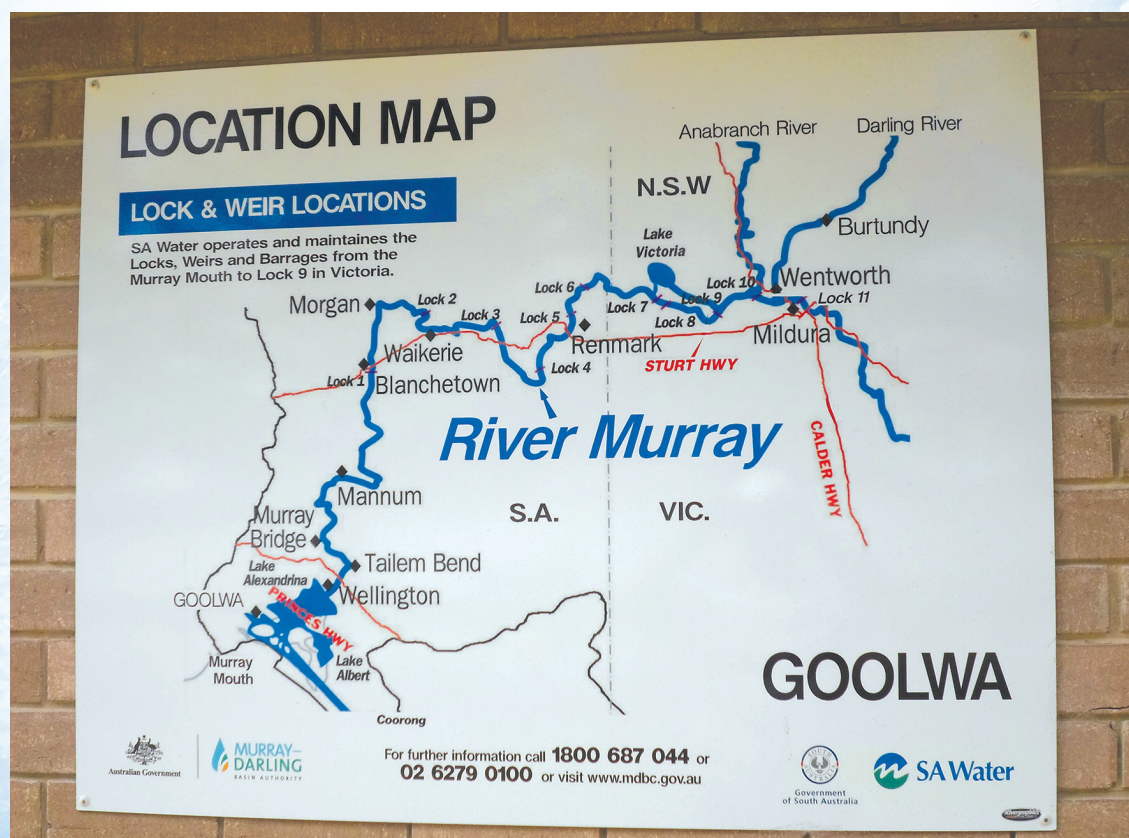 LOCATION MAP
LOCK & WEIR LOCATIONS
SA Water operates and maintaines the
Locks, Weirs and Barrages from the
Murray Mouth to Lock 9 in Victoria.
Anabranch River
Darling River
N.S.W
Burtundy
Lake
Victoria
Wentworth
Lock 10
Lock 11
Lock 9
Lock 8
Lock 7
Lock 6
Mildura
Morgan
Lock 2
Lock 3
Lock 5
Renmark
Waikerie
Lock 4
STURT HWY
Lock 1
Blanchetown
River Murray
CALDER HWY
Mannum
S.A.
VIC.
Murray
Bridge
Tailem Bend
Lake
Alexandrina
Wellington
GOOLWA
PRINCES HWY
Murray
Mouth
Lake
Albert
Coorong
GOOLWA
Australian Government
MURRAY–
DARLING
BASIN AUTHORITY
For further information call 1800 687 044 or
02 6279 0100 or visit www.mdbc.gov.au
SOUTH
AUSTRALIA
Government
of South Australia
SA Water